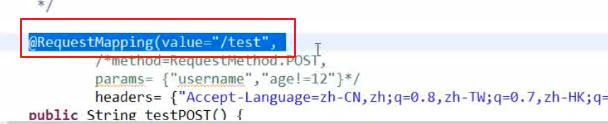 */
@RequestMapping(value="/test",
/*method=RequestMethod.POST,
params= {"username","age!=12"}*/
headers= {"Accept-Language=zh-CN,zh;q=0.8,zh-TW;q=0.7,zh-HK;q=
public String testPOST() {